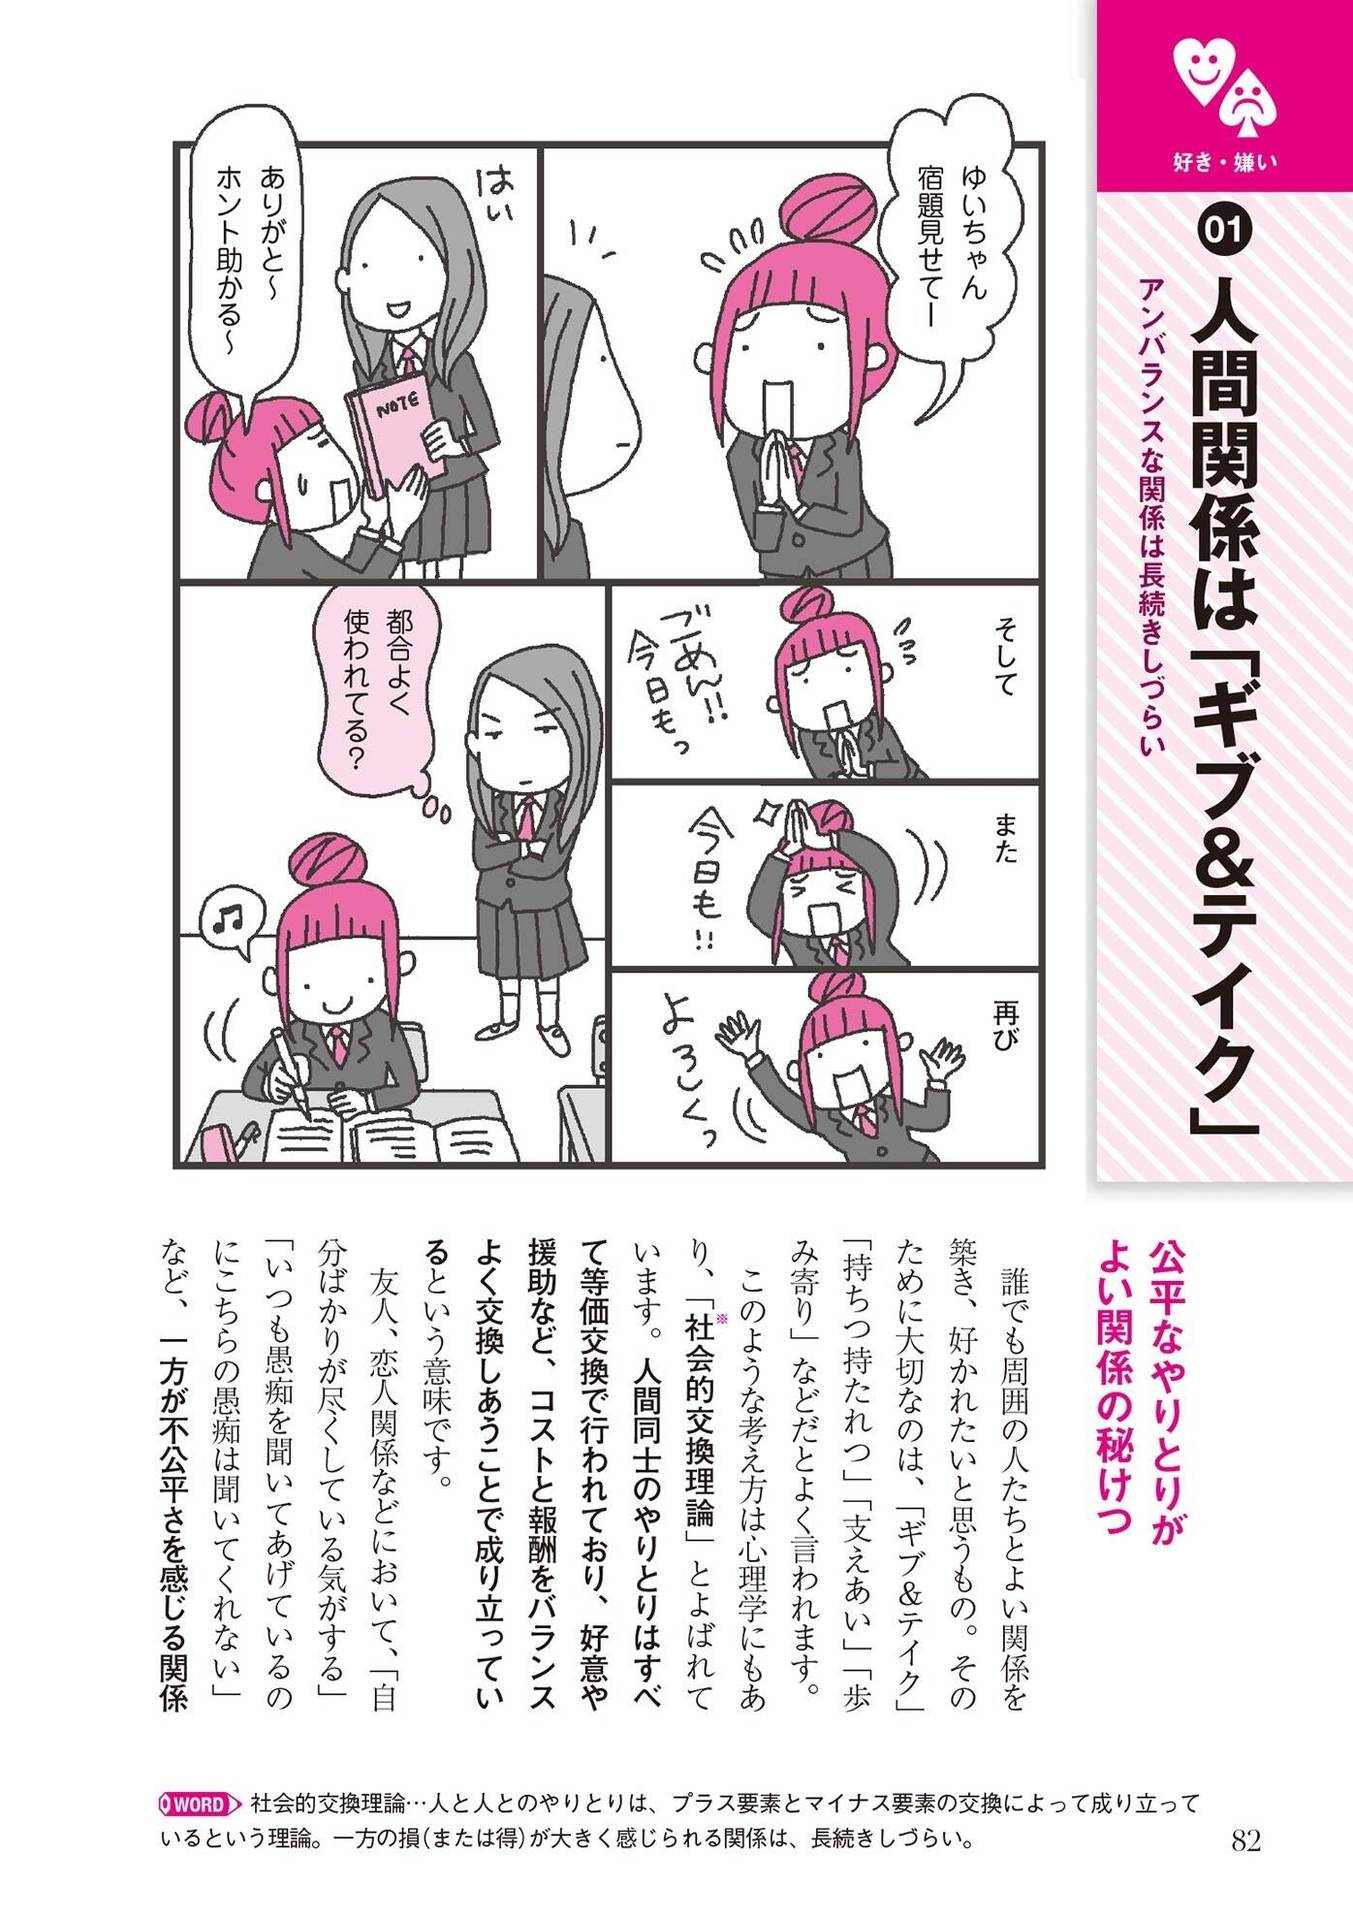 好き・嫌い
01
人間関係は「ギブ&テイク」
アンバランスな関係は長続きしづらい
ゆいちゃん
宿題見せてー
はい
NOTE
ありがと～
ホント助かる～
そして
ごめん!!
今日もっ
また
今日も!!
再び
よろしくっ
都合よく
使われてる?
公平なやりとりが
よい関係の秘けつ
誰でも周囲の人たちとよい関係を
築き、好かれたいと思うもの。その
ために大切なのは、「ギブ&テイク」
「持ちつ持たれつ」「支えあい」「歩
み寄り」などだとよく言われます。
このような考え方は心理学にもあ
り、「社会的交換理論※」とよばれて
います。人間同士のやりとりはすべ
て等価交換で行われており、好意や
援助など、コストと報酬をバランス
よく交換しあうことで成り立ってい
るという意味です。
友人、恋人関係などにおいて、「自
分ばかりが尽くしている気がする」
「いつも愚痴を聞いてあげているの
にこちらの愚痴は聞いてくれない」
など、一方が不公平さを感じる関係
WORD 社会的交換理論…人と人とのやりとりは、プラス要素とマイナス要素の交換によって成り立って
いるという理論。一方の損(または得)が大きく感じられる関係は、長続きしづらい。
82